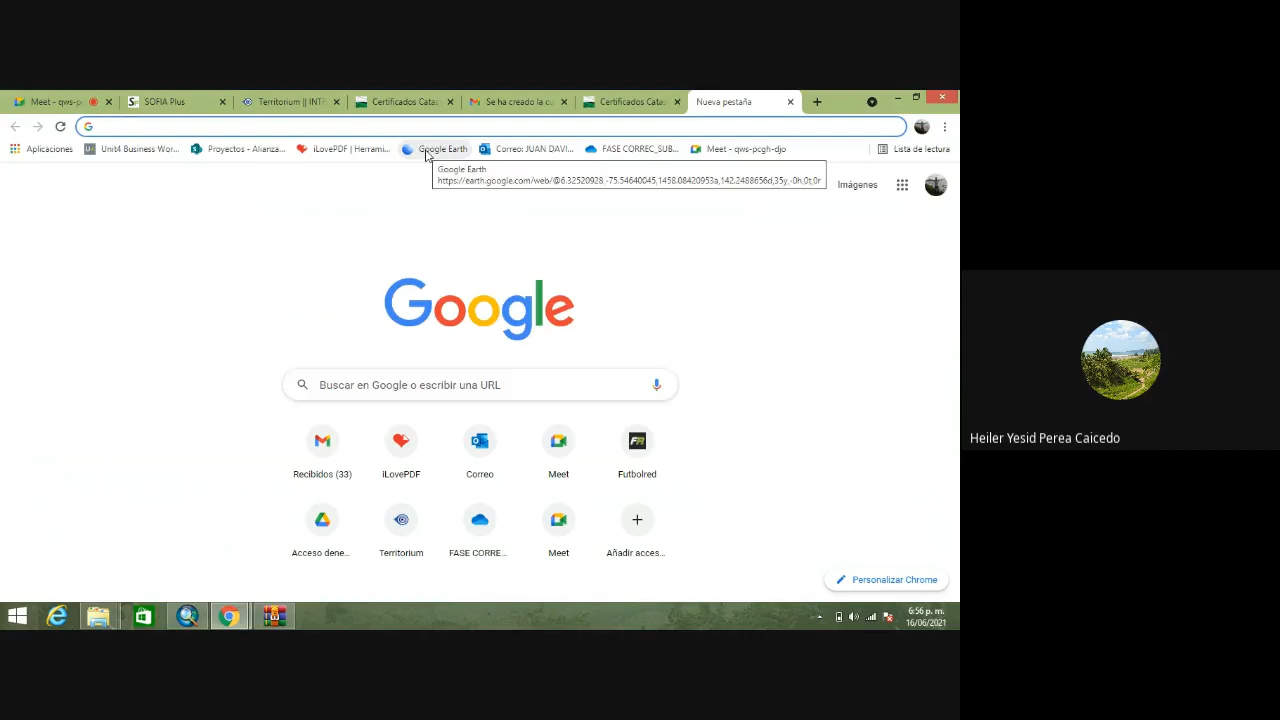 Meet - qws-p
SOFIA Plus
Territorium || INTF
Certificados Catas
Se ha creado la cu
Certificados Catas
Nueva pestaña
Aplicaciones
Unit4 Business Wor...
Proyectos - Alianza...
iLovePDF | Herrami...
Google Earth
Correo: JUAN DAVI...
FASE CORREC_SUB...
Meet - qws-pcgh-djo
Lista de lectura
Google Earth
https://earth.google.com/web/@6.32520928,-75.54640045,1458.08420953a,142.2488656d,35y,-0h,0t,0r
Imágenes
Google
Buscar en Google o escribir una URL
Recibidos (33)
iLovePDF
Correo
Meet
Futbolred
Acceso dene...
Territorium
FASE CORRE...
Meet
Añadir acces...
Personalizar Chrome
6:56 p. m.
16/06/2021
Heiler Yesid Perea Caicedo